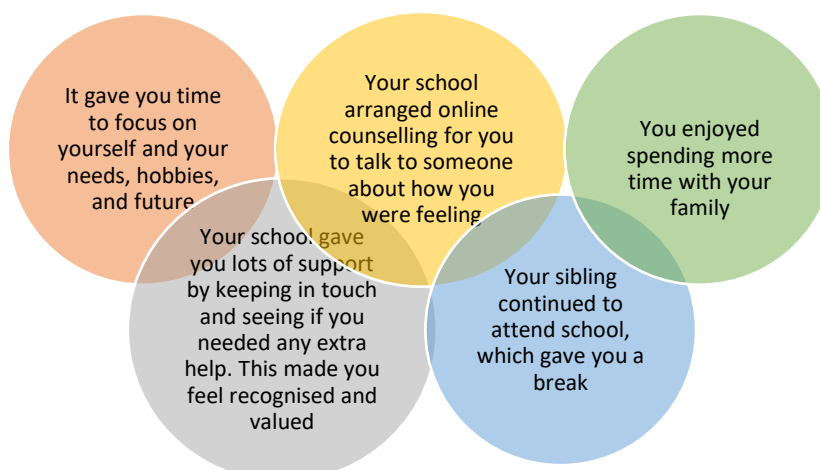 It gave you time
to focus on
yourself and your
needs, hobbies,
and future
Your school
arranged online
counselling for you
to talk to someone
about how you
were feeling
You enjoyed
spending more
time with your
family
Your school gave
you lots of support
by keeping in touch
and seeing if you
needed any extra
help. This made you
feel recognised and
valued
Your sibling
continued to
attend school,
which gave you a
break